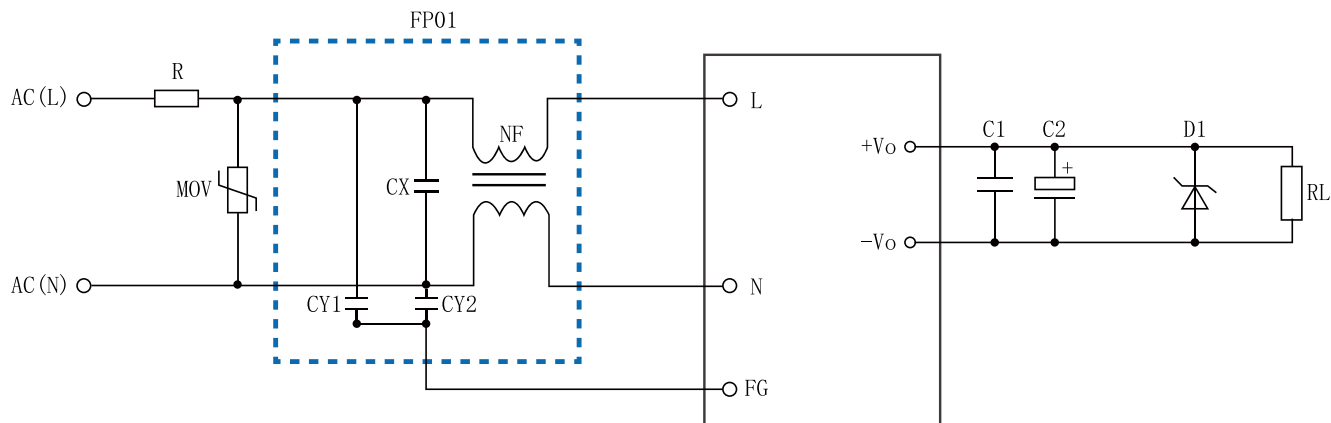 FP01
R
AC(L)
L
NF
C1
C2
D1
+VO
+
MOV
CX
RL
-VO
AC(N)
N
CY1
CY2
FG